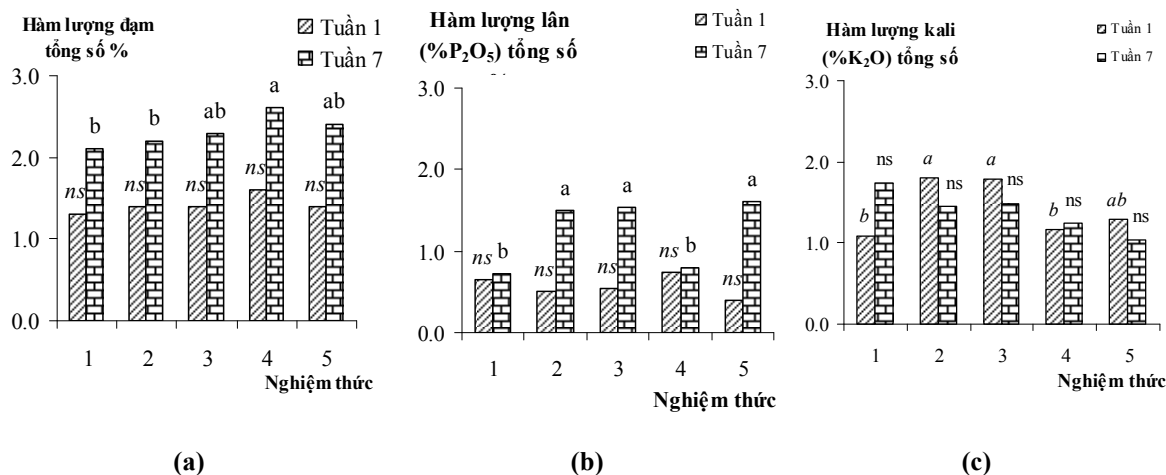 Hàm lượng đạm
tổng số %
Tuần 1
Tuần 7
3.0
2.0
1.0
0.0
ns b
ns b
ns ab
ns a
ns ab
1 2 3 4 5
Nghiệm thức
(a)
Hàm lượng lân
(%P₂O₅) tổng số
Tuần 1
Tuần 7
3.0
2.0
1.0
0.0
ns b
ns a
ns a
ns b
ns a
1 2 3 4 5
Nghiệm thức
(b)
Hàm lượng kali
(%K₂O) tổng số
Tuần 1
Tuần 7
3.0
2.0
1.0
0.0
b ns
a ns
a ns
b ns
ab ns
1 2 3 4 5
Nghiệm thức
(c)